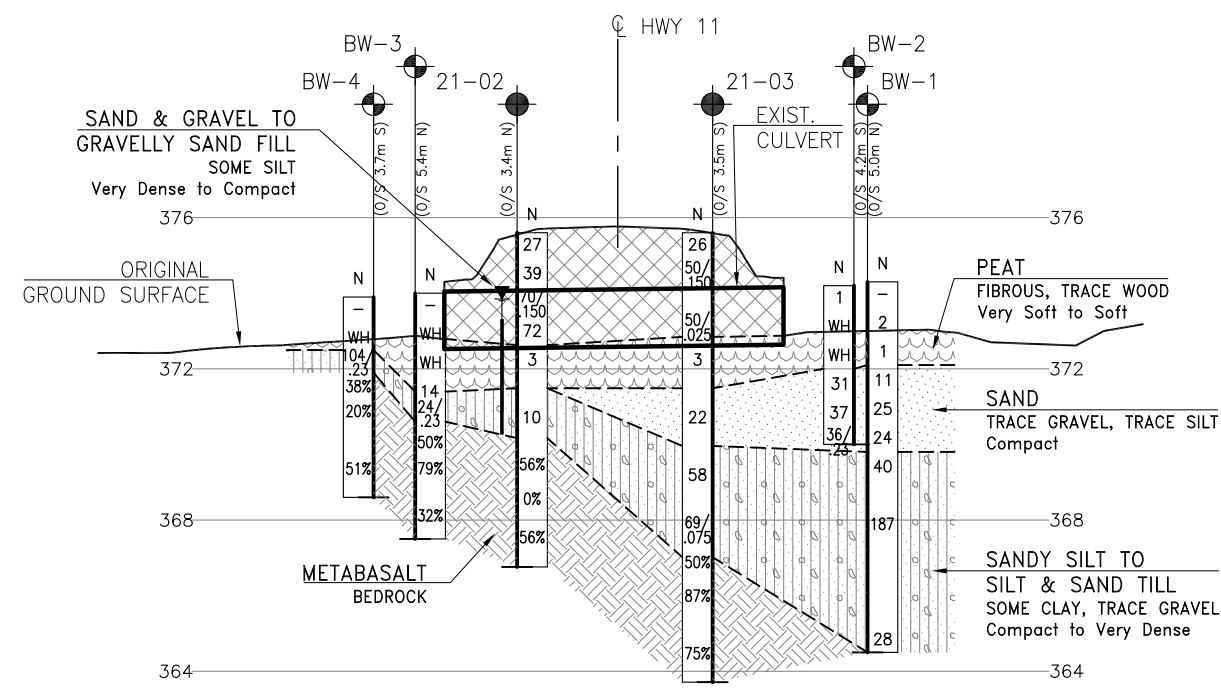 ℄ HWY 11
BW-3
BW-2
BW-4
21-02
21-03
BW-1
SAND & GRAVEL TO
GRAVELLY SAND FILL
SOME SILT
Very Dense to Compact
EXIST.
CULVERT
(O/S 3.7m S)
(O/S 5.4m N)
(O/S 3.4m N)
(O/S 3.5m S)
(O/S 4.2m S)
(O/S 5.0m N)
376
376
ORIGINAL
GROUND SURFACE
PEAT
FIBROUS, TRACE WOOD
Very Soft to Soft
N
–
WH
04/
.23
38%
20%
51%
N
–
WH
WH
14
24/
.23
50%
79%
32%
N
27
39
70/
.150
72
3
10
56%
0%
56%
N
26
50/
.150
50/
.025
3
22
58
69/
.075
50%
87%
75%
N
1
WH
WH
31
37
36/
.23
N
–
2
1
11
25
24
40
187
28
372
372
SAND
TRACE GRAVEL, TRACE SILT
Compact
368
368
METABASALT
BEDROCK
SANDY SILT TO
SILT & SAND TILL
SOME CLAY, TRACE GRAVEL
Compact to Very Dense
364
364